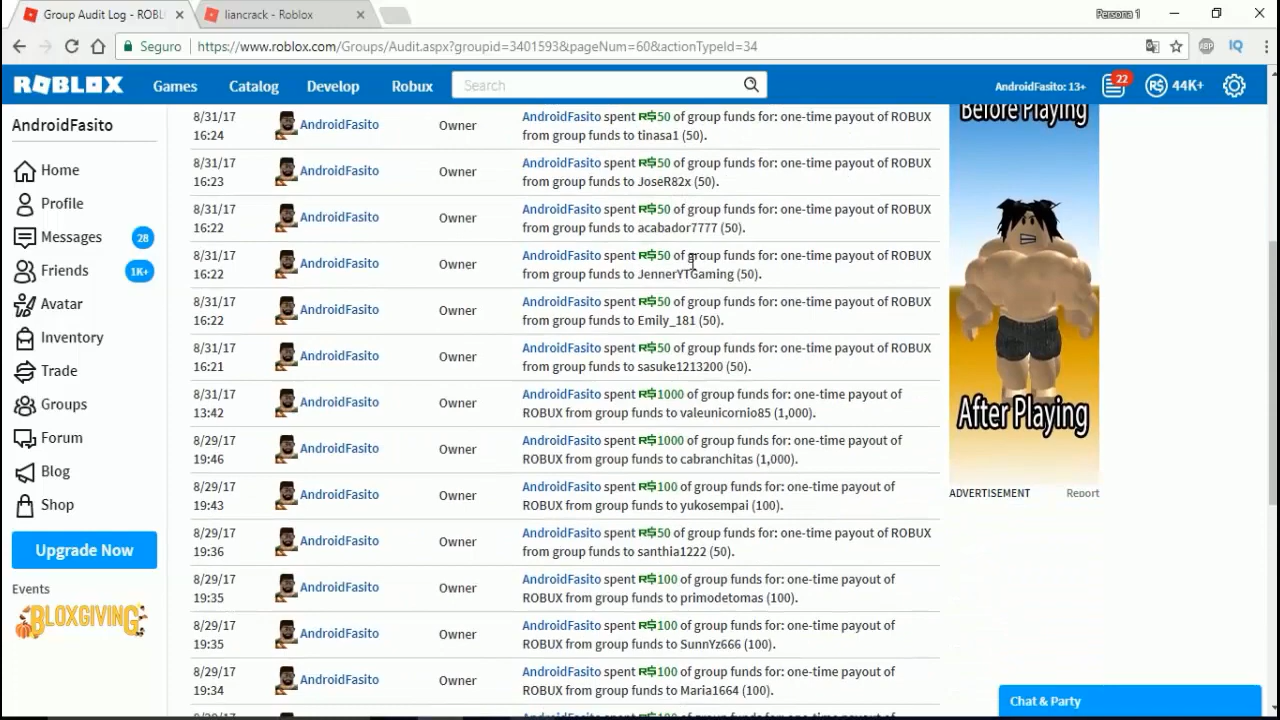 Group Audit Log - ROBL
liancrack - Roblox
Persona 1
Seguro
https://www.roblox.com/Groups/Audit.aspx?groupid=3401593&pageNum=60&actionTypeId=34
ABP
IQ
ROBLOX
Games
Catalog
Develop
Robux
Search
AndroidFasito: 13+
22
R$ 44K+
AndroidFasito
Home
Profile
Messages
28
Friends
1K+
Avatar
Inventory
Trade
Groups
Forum
Blog
Shop
Upgrade Now
Events
BLOXGIVING
8/31/17 AndroidFasito Owner AndroidFasito spent R$50 of group funds for: one-time payout of ROBUX
16:24 from group funds to tinasa1 (50).
8/31/17 AndroidFasito Owner AndroidFasito spent R$50 of group funds for: one-time payout of ROBUX
16:23 from group funds to JoseR82x (50).
8/31/17 AndroidFasito Owner AndroidFasito spent R$50 of group funds for: one-time payout of ROBUX
16:22 from group funds to acabador7777 (50).
8/31/17 AndroidFasito Owner AndroidFasito spent R$50 of group funds for: one-time payout of ROBUX
16:22 from group funds to JennerYTGaming (50).
8/31/17 AndroidFasito Owner AndroidFasito spent R$50 of group funds for: one-time payout of ROBUX
16:22 from group funds to Emily_181 (50).
8/31/17 AndroidFasito Owner AndroidFasito spent R$50 of group funds for: one-time payout of ROBUX
16:21 from group funds to sasuke1213200 (50).
8/31/17 AndroidFasito Owner AndroidFasito spent R$1000 of group funds for: one-time payout of
13:42 ROBUX from group funds to valeunicornio85 (1,000).
8/29/17 AndroidFasito Owner AndroidFasito spent R$1000 of group funds for: one-time payout of
19:46 ROBUX from group funds to cabranchitas (1,000).
8/29/17 AndroidFasito Owner AndroidFasito spent R$100 of group funds for: one-time payout of
19:43 ROBUX from group funds to yukosempai (100).
8/29/17 AndroidFasito Owner AndroidFasito spent R$50 of group funds for: one-time payout of ROBUX
19:36 from group funds to santhia1222 (50).
8/29/17 AndroidFasito Owner AndroidFasito spent R$100 of group funds for: one-time payout of
19:35 ROBUX from group funds to primodetomas (100).
8/29/17 AndroidFasito Owner AndroidFasito spent R$100 of group funds for: one-time payout of
19:35 ROBUX from group funds to SunnYz666 (100).
8/29/17 AndroidFasito Owner AndroidFasito spent R$100 of group funds for: one-time payout of
19:34 ROBUX from group funds to Maria1664 (100).
Before Playing
After Playing
ADVERTISEMENT
Report
Chat & Party